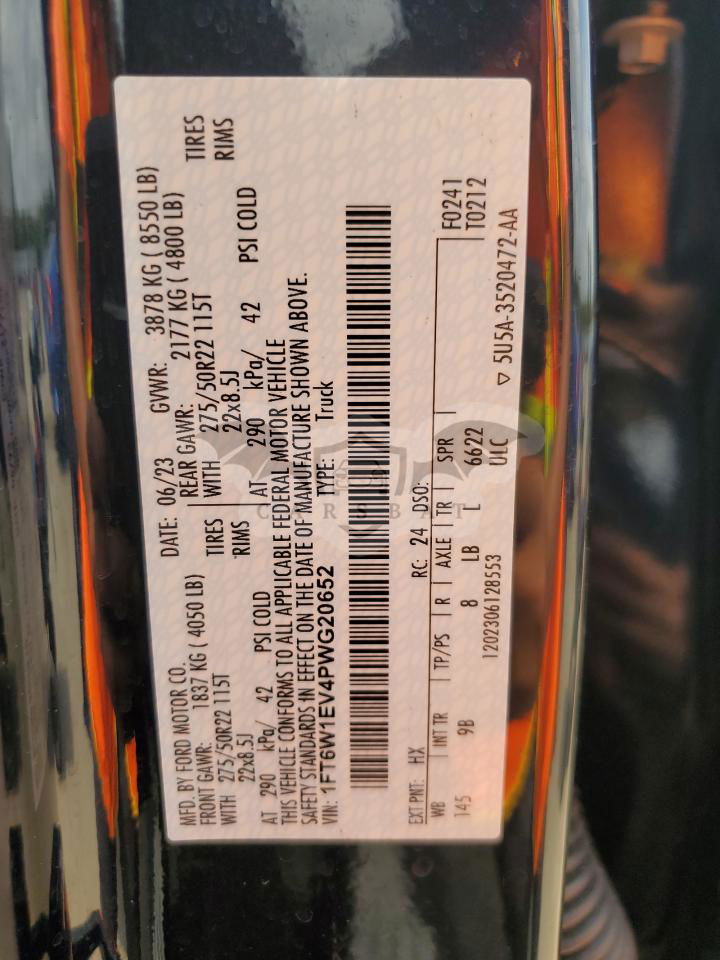 MFD. BY FORD MOTOR CO. DATE: 06/23 GVWR: 3878 KG ( 8550 LB)
FRONT GAWR: 1837 KG ( 4050 LB) REAR GAWR: 2177 KG ( 4800 LB)
WITH 275/50R22 115T TIRES WITH 275/50R22 115T TIRES
22x8.5J RIMS 22x8.5J RIMS
AT 290 kPa/ 42 PSI COLD AT 290 kPa/ 42 PSI COLD
THIS VEHICLE CONFORMS TO ALL APPLICABLE FEDERAL MOTOR VEHICLE
SAFETY STANDARDS IN EFFECT ON THE DATE OF MANUFACTURE SHOWN ABOVE.
VIN: 1FT6W1EV4PWG20652 TYPE: Truck
EXT PNT: HX RC: 24 DSO: F0241
WB INT TR TP/PS R AXLE TR SPR T0212
145 9B 8 LB L 6622
ULC
1202306128553 ▽ 5U5A-3520472-AA
CARSBAT